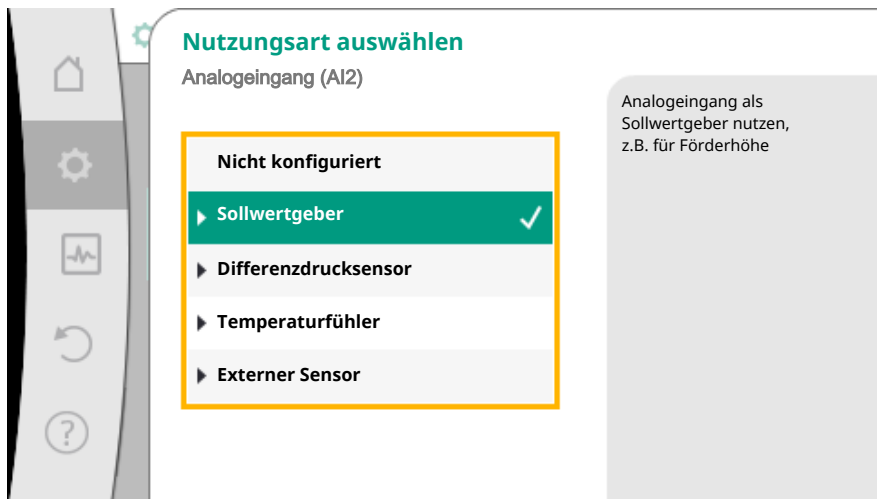 Nutzungsart auswählen
Analogeingang (AI2)
Nicht konfiguriert
Sollwertgeber
Differenzdrucksensor
Temperaturfühler
Externer Sensor
Analogeingang als
Sollwertgeber nutzen,
z.B. für Förderhöhe
?